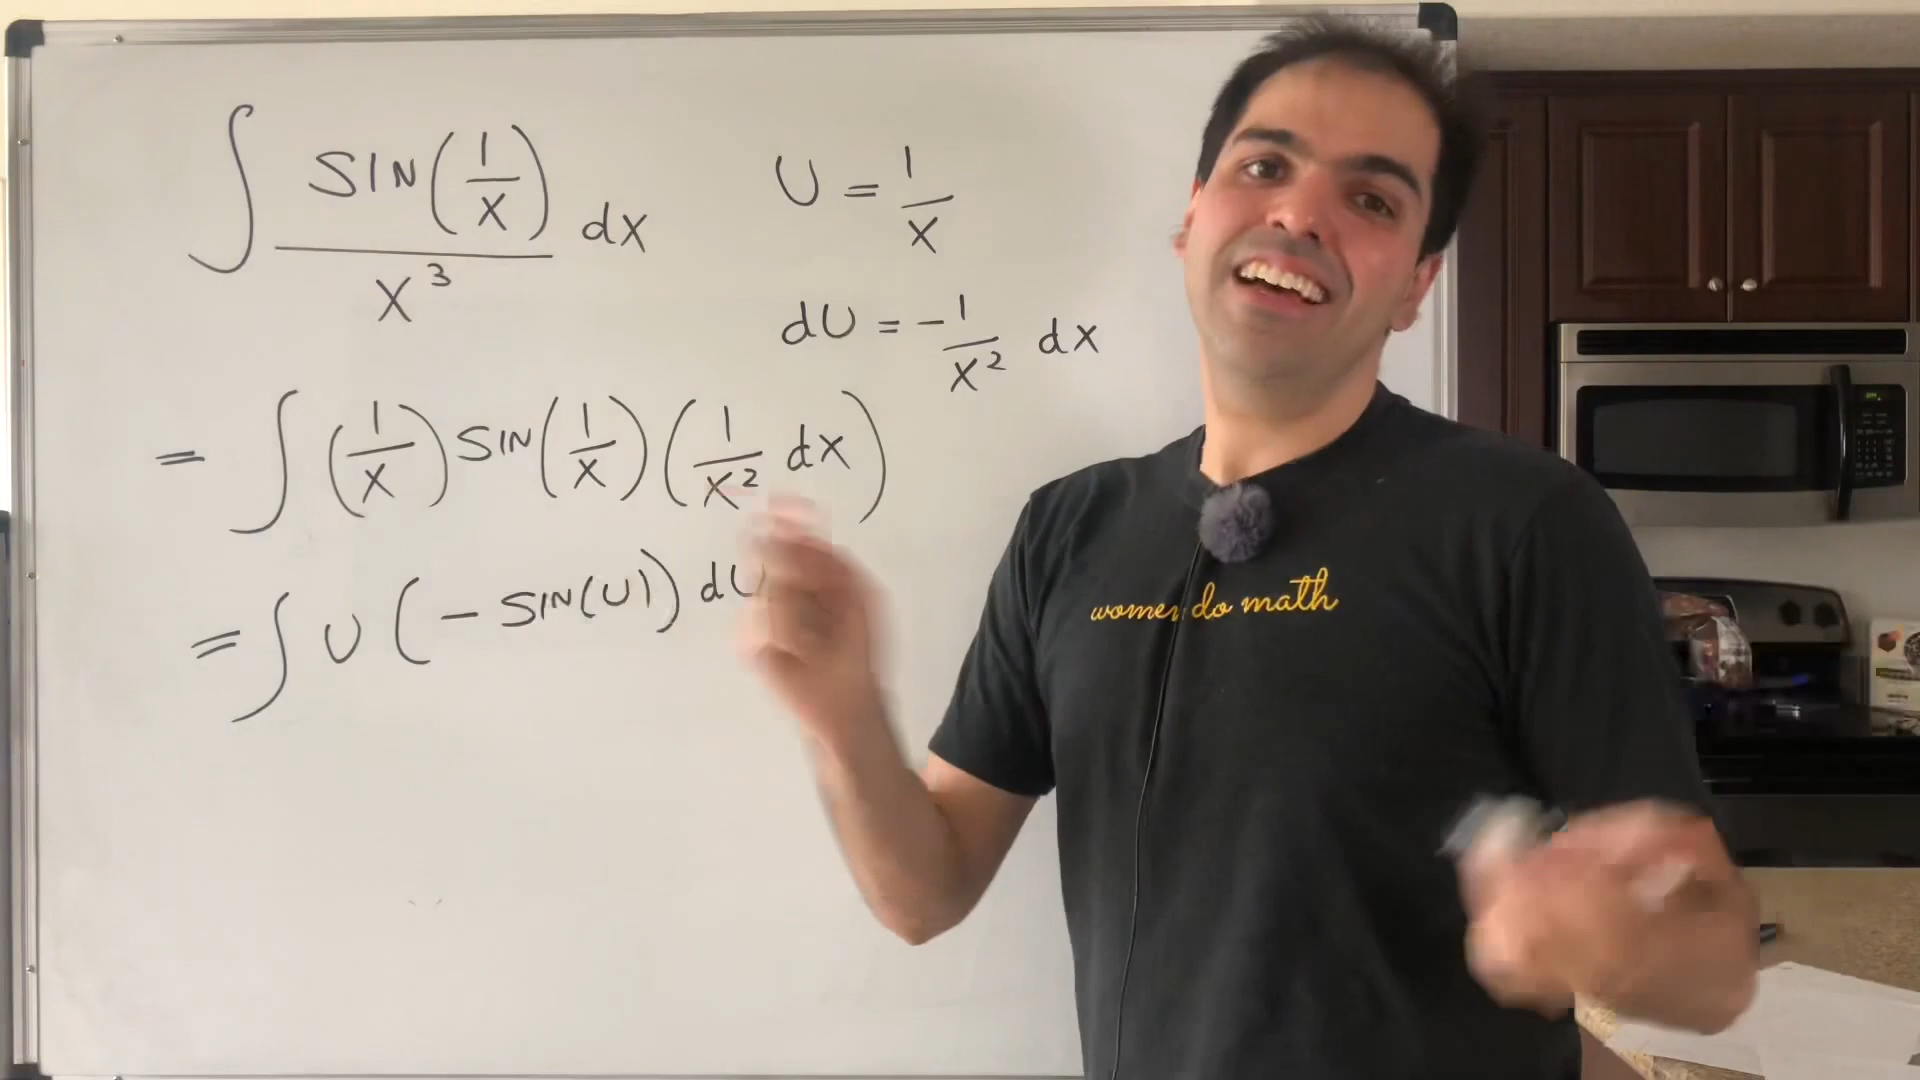 ∫ SIN(1/X)/X³ dX
U = 1/X
dU = -1/X² dX
= ∫ (1/X) SIN(1/X) (1/X² dX)
= ∫ U (- SIN(U)) dU
women do math